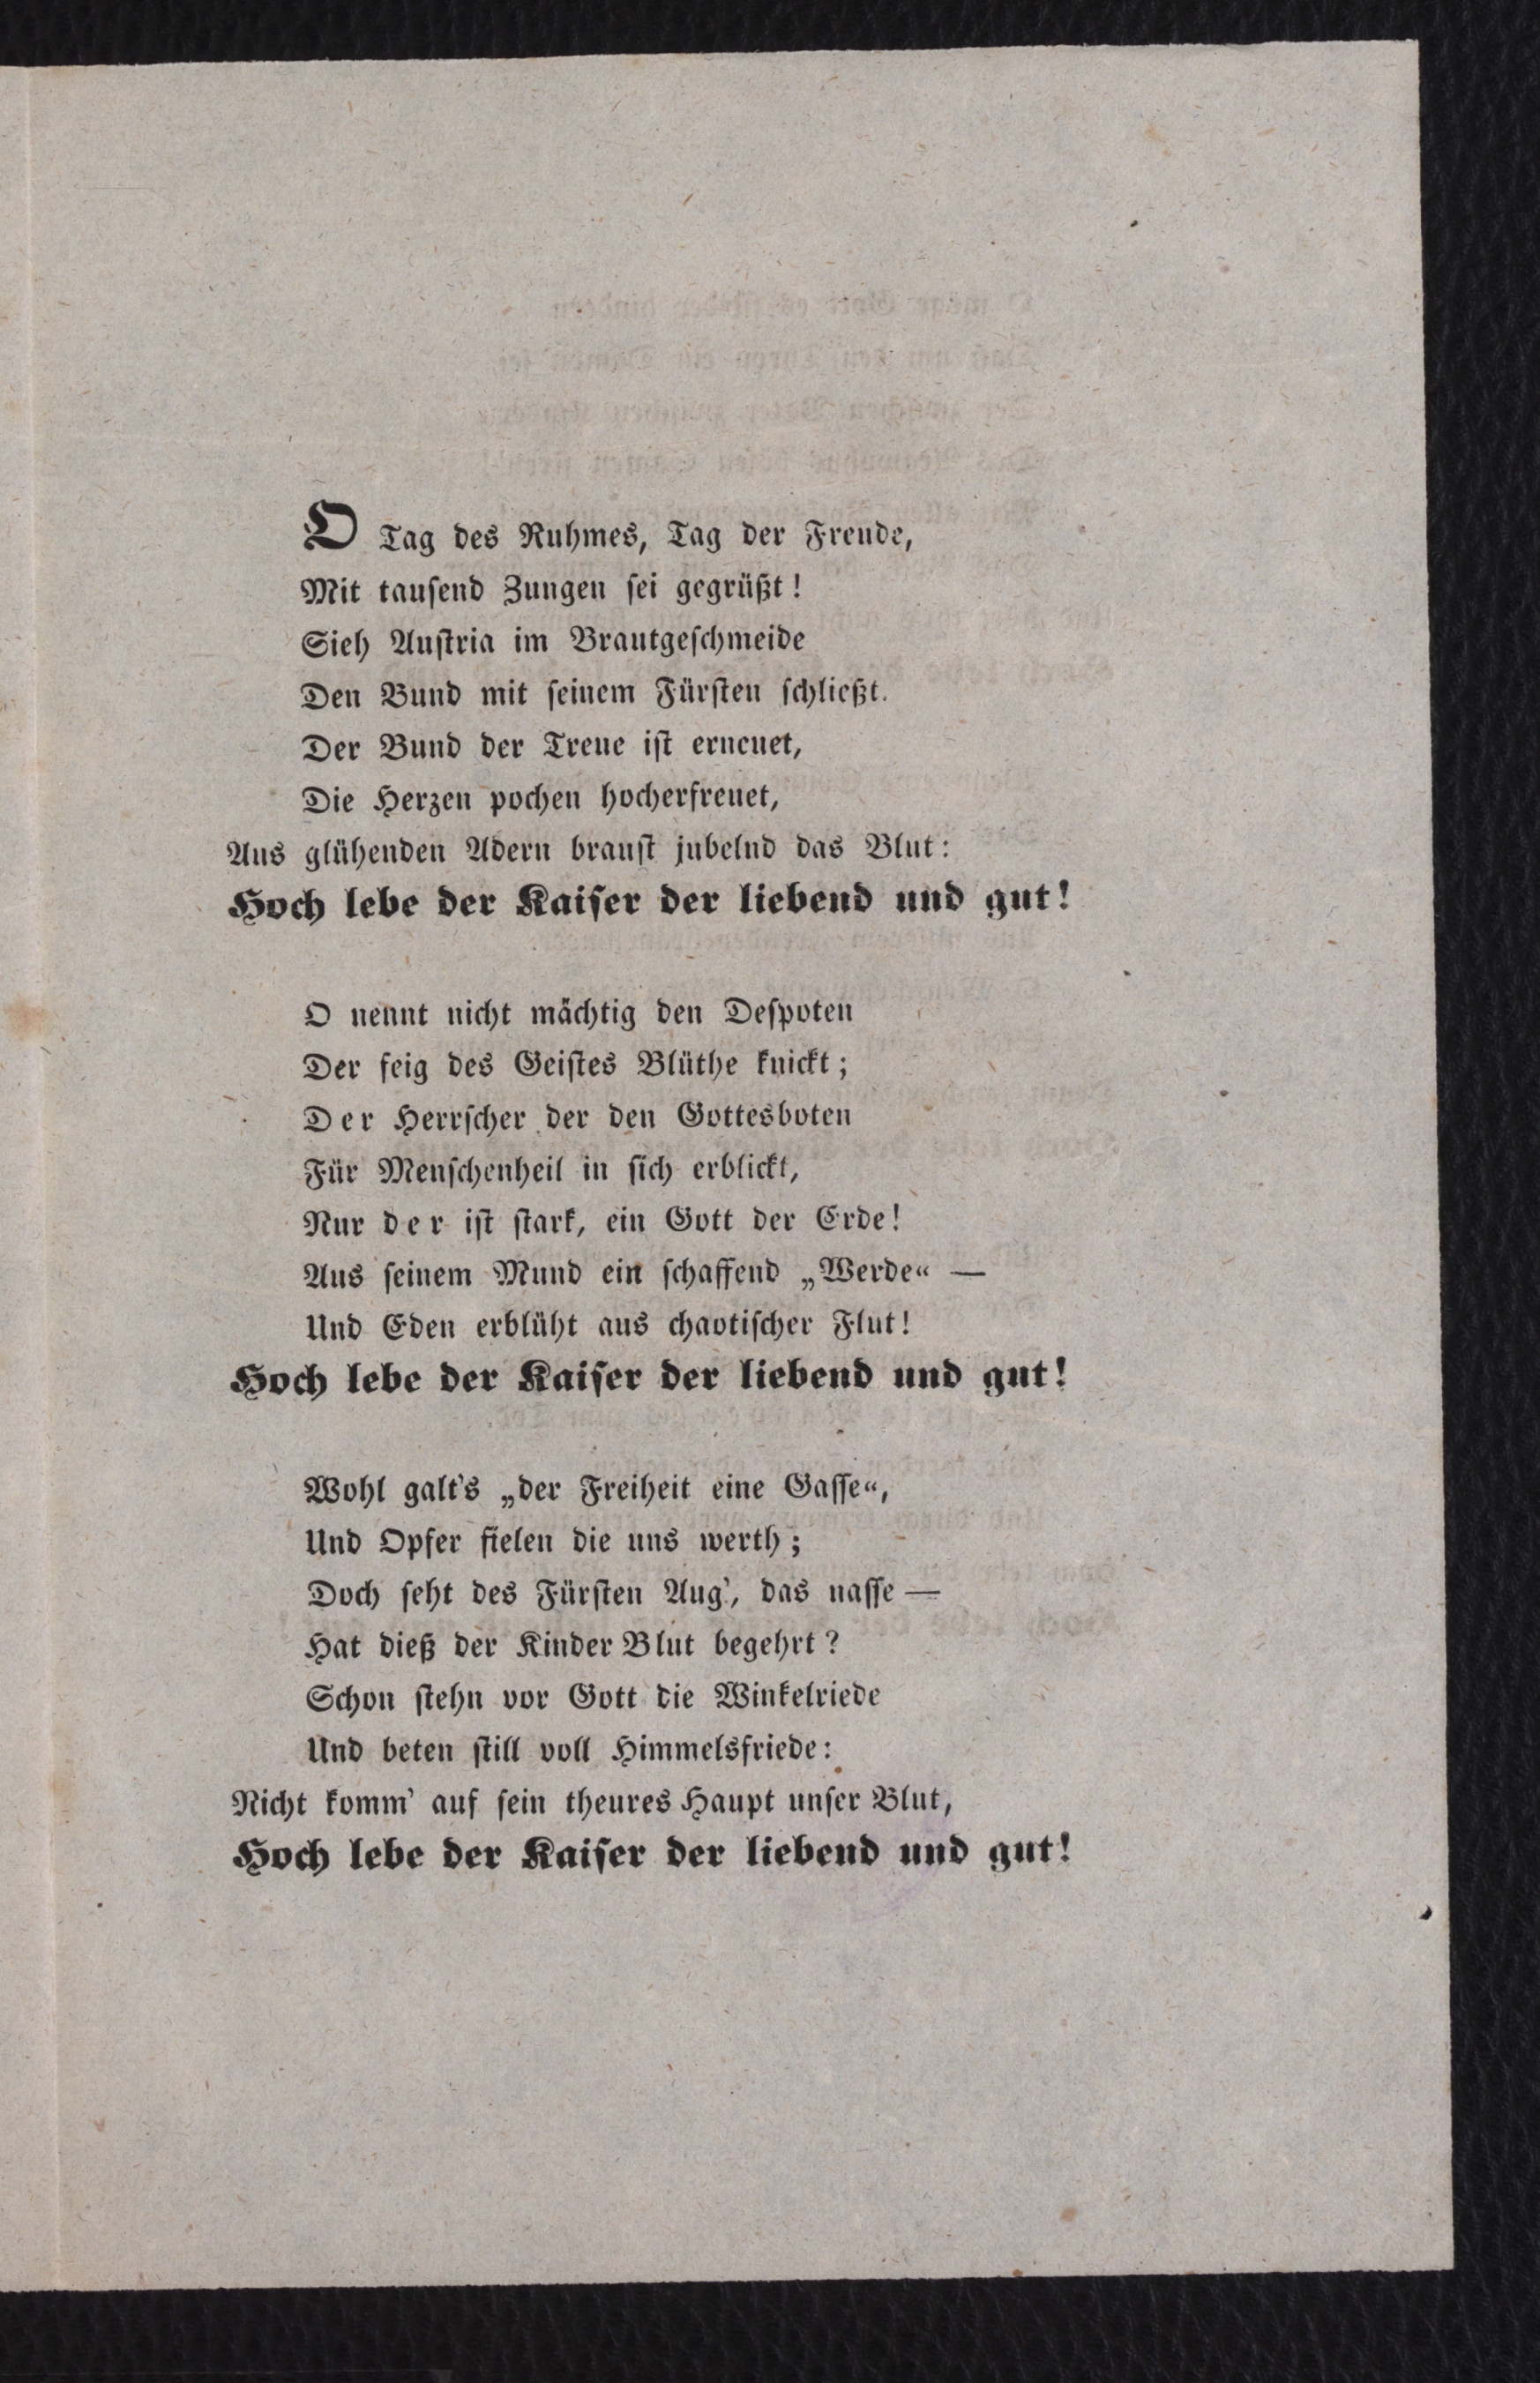 O Tag des Ruhmes, Tag der Freude,
Mit tausend Zungen sei gegrüßt!
Sieh Austria im Brautgeschmeide
Den Bund mit seinem Fürsten schließt.
Der Bund der Treue ist erneuet,
Die Herzen pochen hocherfreuet,
Aus glühenden Adern braust jubelnd das Blut:
Hoch lebe der Kaiser der liebend und gut!
O nennt nicht mächtig den Despoten
Der feig des Geistes Blüthe knickt;
Der Herrscher der den Gottesboten
Für Menschenheil in sich erblickt,
Nur der ist stark, ein Gott der Erde!
Aus seinem Mund ein schaffend „Werde“ —
Und Eden erblüht aus chaotischer Flut!
Hoch lebe der Kaiser der liebend und gut!
Wohl galt's „der Freiheit eine Gasse“,
Und Opfer fielen die uns werth;
Doch seht des Fürsten Aug', das nasse —
Hat dieß der Kinder Blut begehrt?
Schon stehn vor Gott die Winkelriede
Und beten still voll Himmelsfriede:
Nicht komm' auf sein theures Haupt unser Blut,
Hoch lebe der Kaiser der liebend und gut!